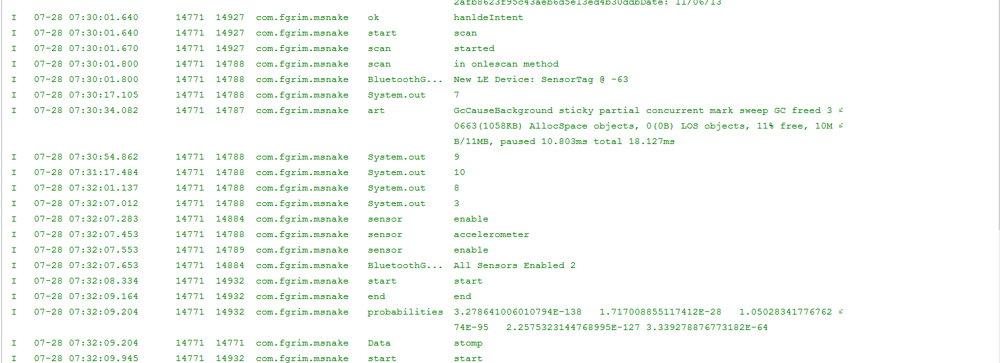 2afb8623f95c43aeb6d5e13ed4b30ddbDate: 11/06/13
I 07-28 07:30:01.640 14771 14927 com.fgrim.msnake ok hanldeIntent
I 07-28 07:30:01.640 14771 14927 com.fgrim.msnake start scan
I 07-28 07:30:01.670 14771 14927 com.fgrim.msnake scan started
I 07-28 07:30:01.800 14771 14788 com.fgrim.msnake scan in onlescan method
I 07-28 07:30:01.800 14771 14788 com.fgrim.msnake BluetoothG... New LE Device: SensorTag @ -63
I 07-28 07:30:17.105 14771 14788 com.fgrim.msnake System.out 7
I 07-28 07:30:34.082 14771 14787 com.fgrim.msnake art GcCauseBackground sticky partial concurrent mark sweep GC freed 3
0663(1058KB) AllocSpace objects, 0(0B) LOS objects, 11% free, 10M
B/11MB, paused 10.803ms total 18.127ms
I 07-28 07:30:54.862 14771 14788 com.fgrim.msnake System.out 9
I 07-28 07:31:17.484 14771 14788 com.fgrim.msnake System.out 10
I 07-28 07:32:01.137 14771 14788 com.fgrim.msnake System.out 8
I 07-28 07:32:07.012 14771 14788 com.fgrim.msnake System.out 3
I 07-28 07:32:07.283 14771 14884 com.fgrim.msnake sensor enable
I 07-28 07:32:07.453 14771 14788 com.fgrim.msnake sensor accelerometer
I 07-28 07:32:07.553 14771 14789 com.fgrim.msnake sensor enable
I 07-28 07:32:07.653 14771 14884 com.fgrim.msnake BluetoothG... All Sensors Enabled 2
I 07-28 07:32:08.334 14771 14932 com.fgrim.msnake start start
I 07-28 07:32:09.164 14771 14932 com.fgrim.msnake end end
I 07-28 07:32:09.204 14771 14932 com.fgrim.msnake probabilities 3.278641006010794E-138 1.717008855117412E-28 1.05028341776762
74E-95 2.2575323144768995E-127 3.339278876773182E-64
I 07-28 07:32:09.204 14771 14771 com.fgrim.msnake Data stomp
I 07-28 07:32:09.945 14771 14932 com.fgrim.msnake start start